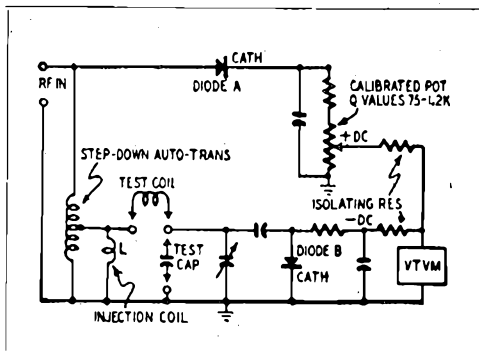 CATH
RF IN
DIODE A
CALIBRATED POT
Q VALUES 75-1.2K
+DC
STEP-DOWN AUTO-TRANS
TEST COIL
ISOLATING RES
-DC
L
TEST
CAP
DIODE B
CATH
VTVM
INJECTION COIL